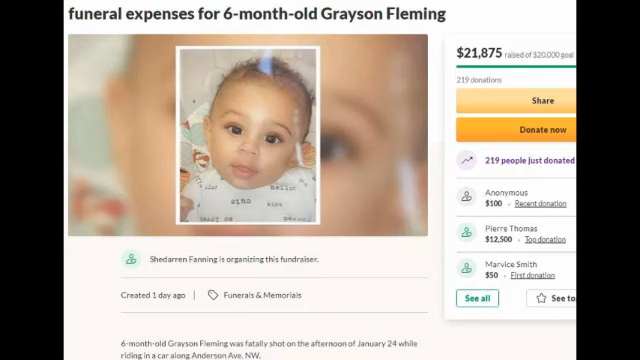 funeral expenses for 6-month-old Grayson Fleming
hello!
$21,875 raised of $20,000 goal
219 donations
Share
Donate now
219 people just donated
Anonymous
$100 • Recent donation
Pierre Thomas
$12,500 • Top donation
Marvice Smith
$50 • First donation
See all
See to
Shedarren Fanning is organizing this fundraiser.
Created 1 day ago
Funerals & Memorials
6-month-old Grayson Fleming was fatally shot on the afternoon of January 24 while
riding in a car along Anderson Ave. NW.